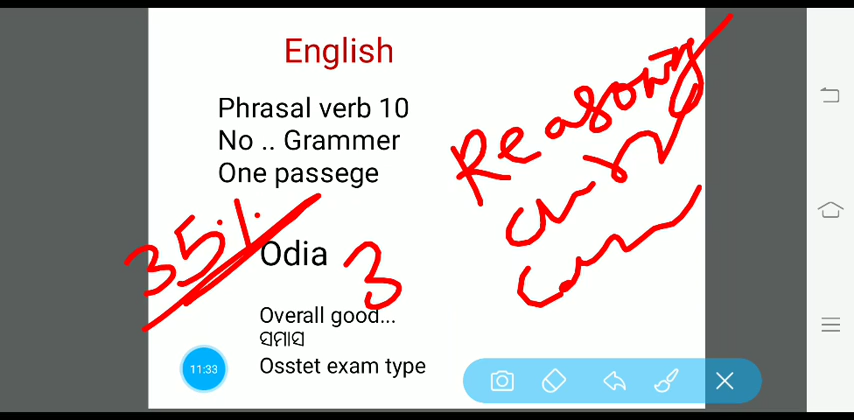 English
Phrasal verb 10
No .. Grammer
One passege
Reasoning
35%
Odia
3
Overall good...
ସମାସ
Osstet exam type
11:33